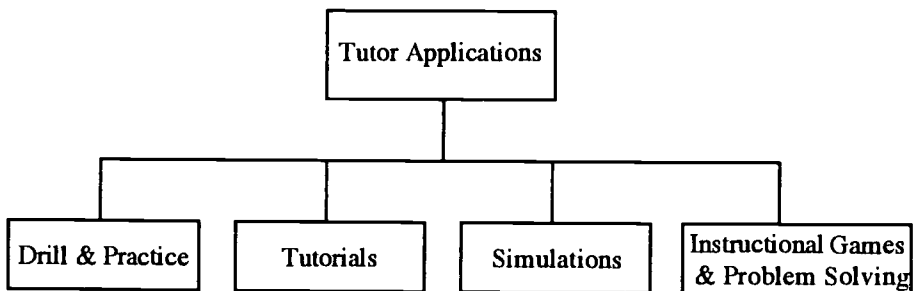 Tutor Applications
Drill & Practice
Tutorials
Simulations
Instructional Games
& Problem Solving